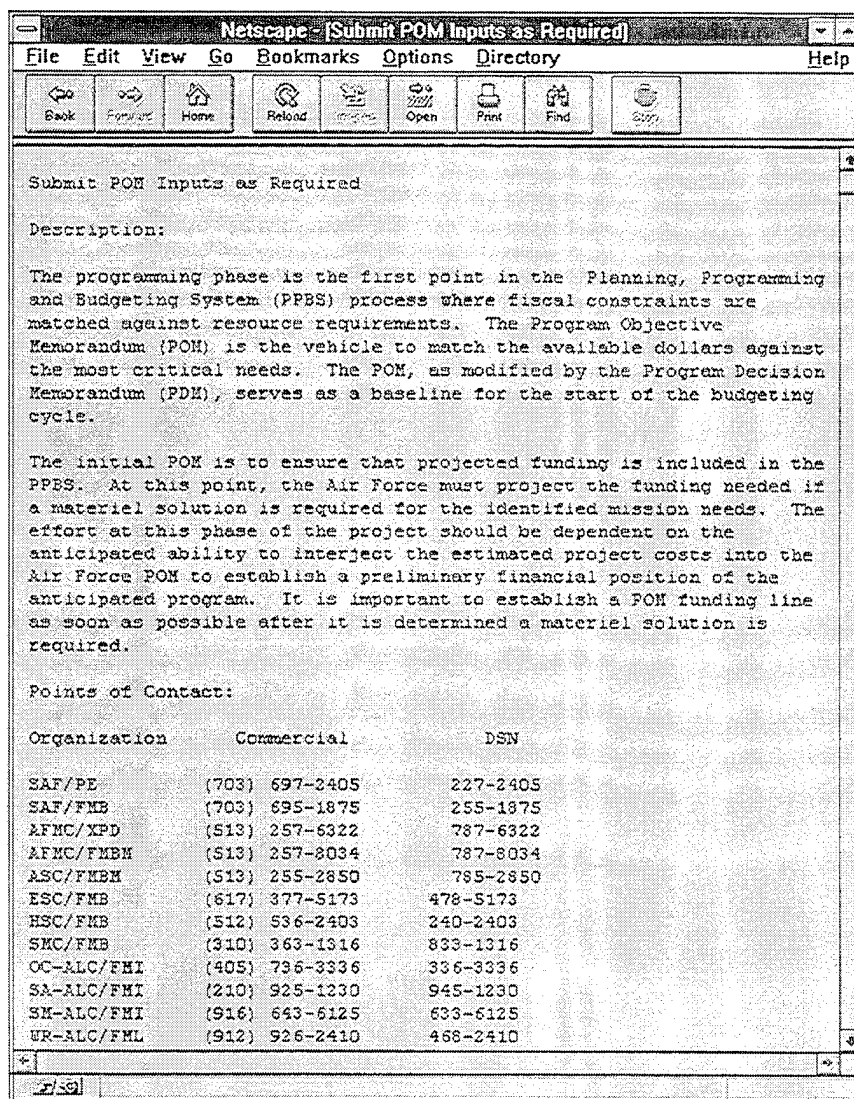 Netscape - [Submit POM Inputs as Required]
File Edit View Go Bookmarks Options Directory Help
Back Forward Home Reload Images Open Print Find Stop
Submit POM Inputs as Required
Description:
The programming phase is the first point in the Planning, Programming
and Budgeting System (PPBS) process where fiscal constraints are
matched against resource requirements. The Program Objective
Memorandum (POM) is the vehicle to match the available dollars against
the most critical needs. The POM, as modified by the Program Decision
Memorandum (PDM), serves as a baseline for the start of the budgeting
cycle.
The initial POM is to ensure that projected funding is included in the
PPBS. At this point, the Air Force must project the funding needed if
a materiel solution is required for the identified mission needs. The
effort at this phase of the project should be dependent on the
anticipated ability to interject the estimated project costs into the
Air Force POM to establish a preliminary financial position of the
anticipated program. It is important to establish a POM funding line
as soon as possible after it is determined a materiel solution is
required.
Points of Contact:
Organization Commercial DSN
SAF/PE (703) 697-2405 227-2405
SAF/FMB (703) 695-1875 255-1875
AFMC/XPD (513) 257-6322 787-6322
AFMC/FMBM (513) 257-8034 787-8034
ASC/FMBM (513) 255-2850 785-2850
ESC/FMB (617) 377-5173 478-5173
HSC/FMB (512) 536-2403 240-2403
SMC/FMB (310) 363-1316 833-1316
OC-ALC/FMI (405) 736-3336 336-3336
SA-ALC/FMI (210) 925-1230 945-1230
SM-ALC/FMI (916) 643-6125 633-6125
WR-ALC/FML (912) 926-2410 468-2410